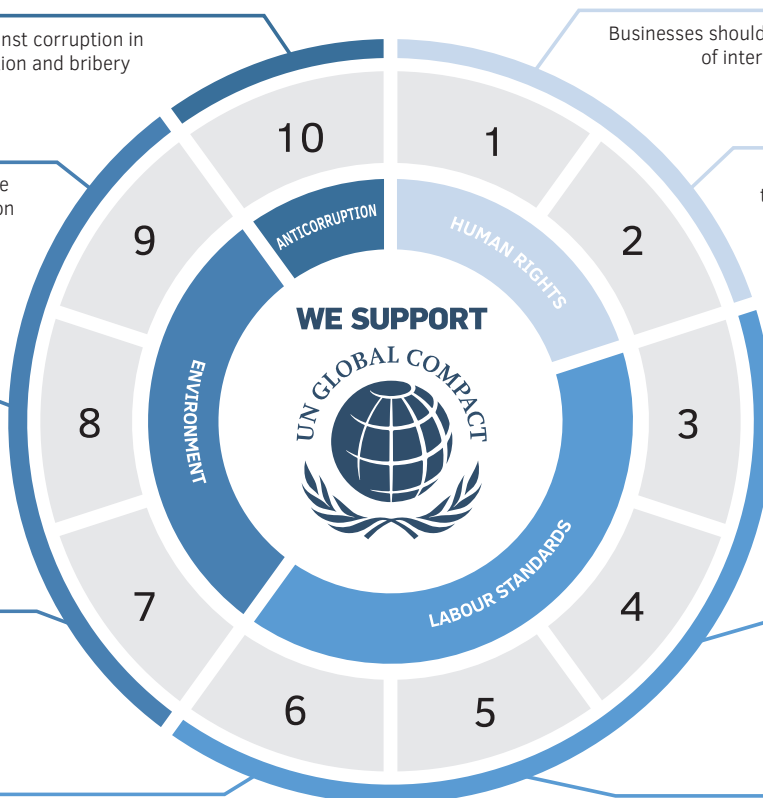 nst corruption in
ion and bribery
Businesses should
of inter
e
on
10
1
9
2
8
3
7
4
6
5
ANTICORRUPTION
HUMAN RIGHTS
ENVIRONMENT
LABOUR STANDARDS
WE SUPPORT
UN GLOBAL COMPACT